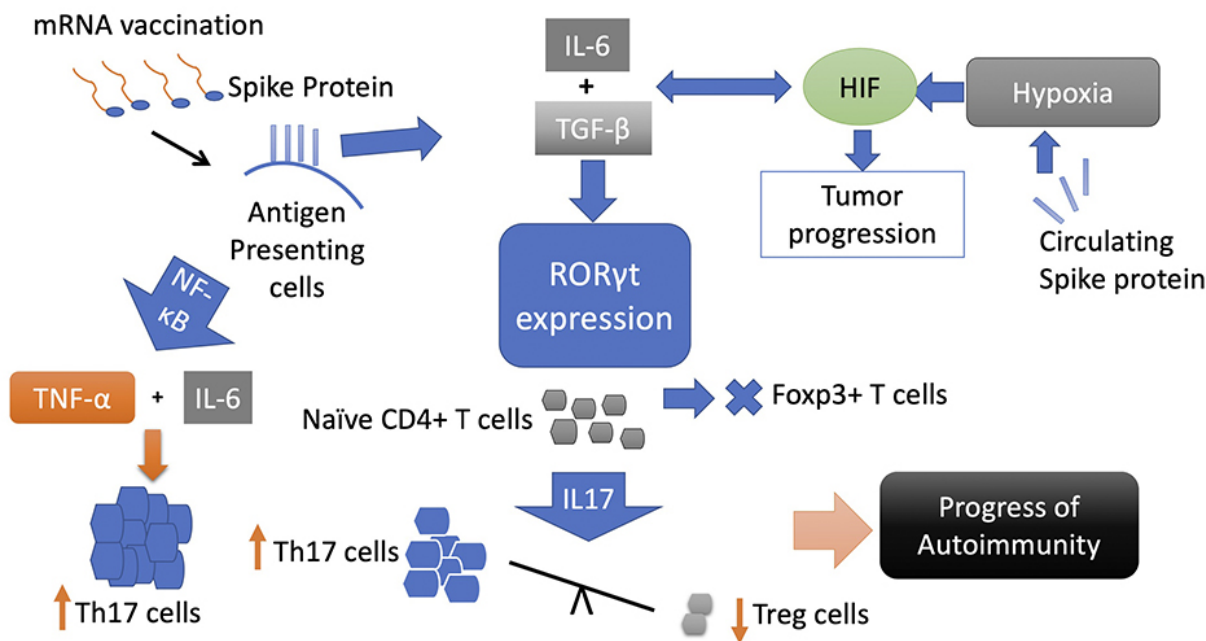 mRNA vaccination
Spike Protein
Antigen
Presenting
cells
IL-6
+
TGF-β
HIF
Hypoxia
Tumor
progression
Circulating
Spike protein
RORγt
expression
NF-
κB
TNF-α + IL-6
Th17 cells
Naïve CD4+ T cells
Foxp3+ T cells
IL17
Th17 cells
Treg cells
Progress of
Autoimmunity